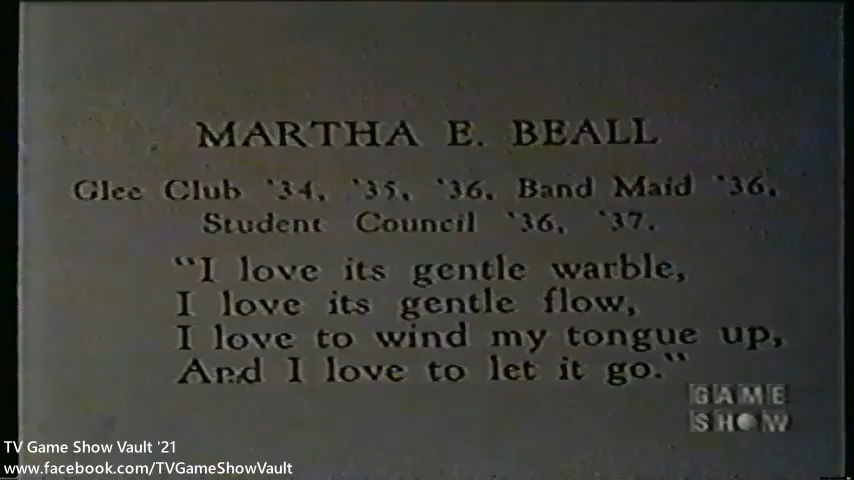 MARTHA E. BEALL
Glee Club '34, '35, '36, Band Maid '36,
Student Council '36, '37.
"I love its gentle warble,
I love its gentle flow,
I love to wind my tongue up,
And I love to let it go."
GAME
SHOW
TV Game Show Vault '21
www.facebook.com/TVGameShowVault